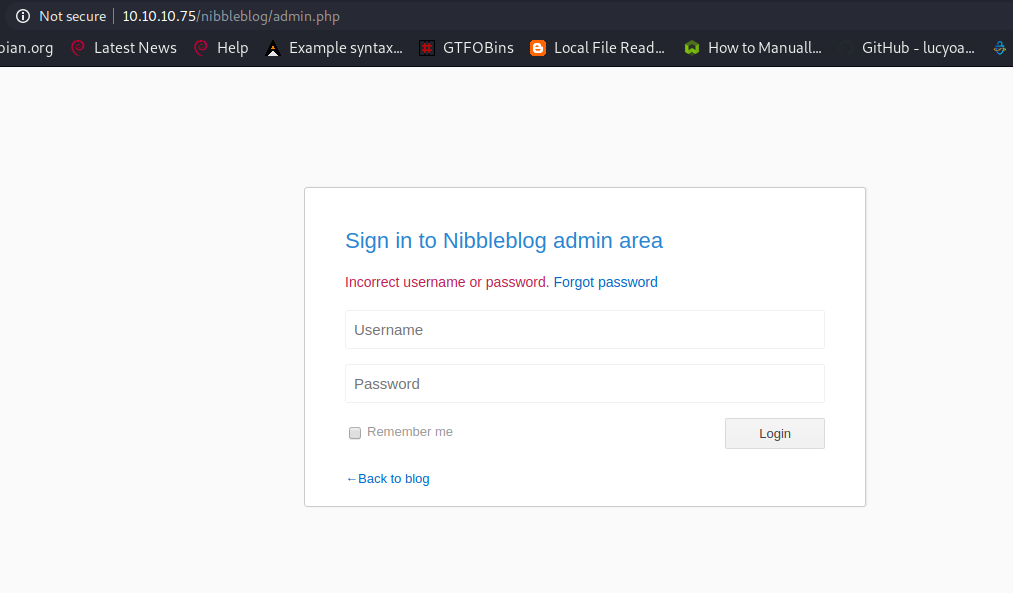 Not secure | 10.10.10.75/nibbleblog/admin.php
bian.org Latest News Help Example syntax... GTFOBins Local File Read... How to Manuall... GitHub - lucyoa...
Sign in to Nibbleblog admin area
Incorrect username or password. Forgot password
Username
Password
Remember me Login
←Back to blog